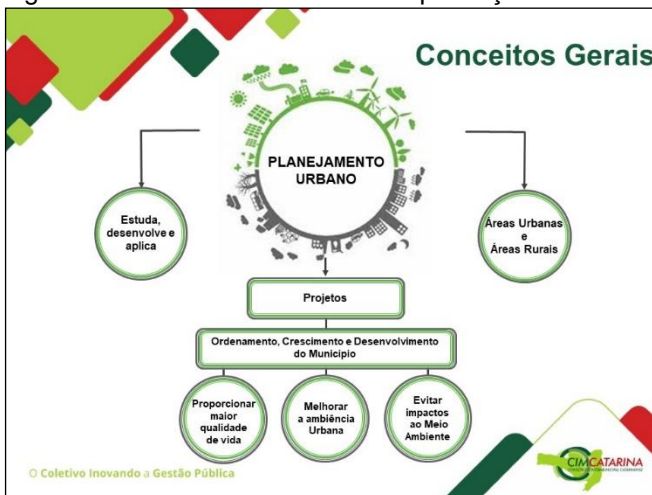 Conceitos Gerais
PLANEJAMENTO
URBANO
Estuda,
desenvolve e
aplica
Áreas Urbanas
e
Áreas Rurais
Projetos
Ordenamento, Crescimento e Desenvolvimento
do Município
Proporcionar
maior
qualidade
de vida
Melhorar
a ambiência
Urbana
Evitar
impactos
ao Meio
Ambiente
O Coletivo Inovando a Gestão Pública
CIMCATARINA